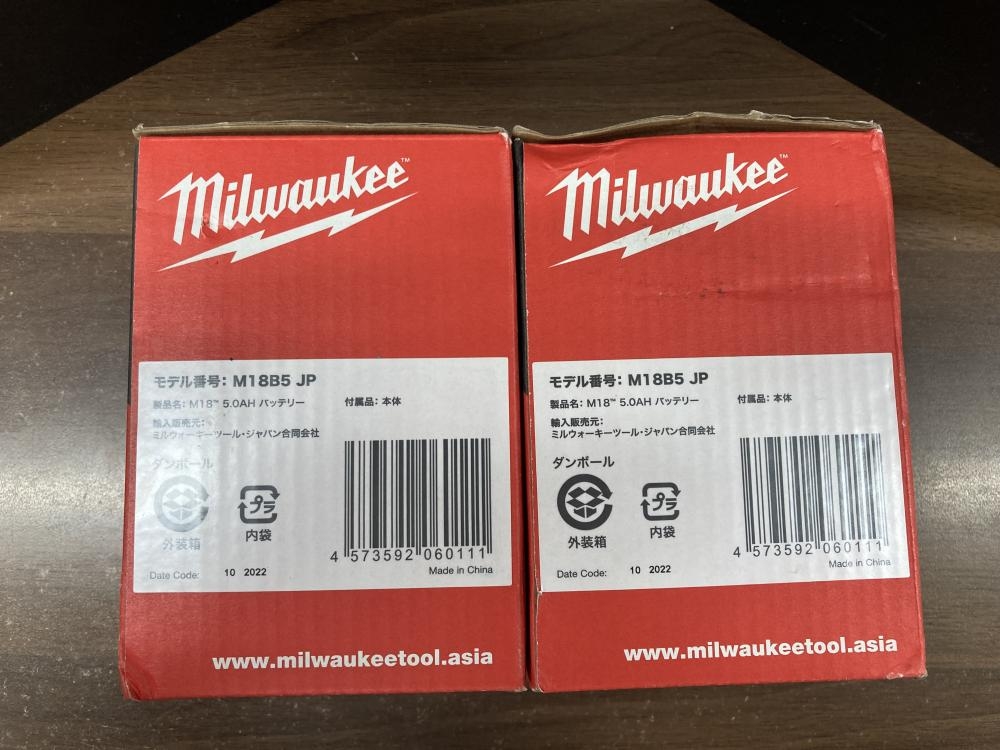 Milwaukee™
モデル番号: M18B5 JP
製品名: M18™ 5.0AH バッテリー
付属品: 本体
輸入販売元:
ミルウォーキーツール・ジャパン合同会社
ダンボール
外装箱
プラ
内袋
4 573592 060111
Date Code: 10 2022
Made in China
www.milwaukeetool.asia
Milwaukee™
モデル番号: M18B5 JP
製品名: M18™ 5.0AH バッテリー
付属品: 本体
輸入販売元:
ミルウォーキーツール・ジャパン合同会社
ダンボール
外装箱
プラ
内袋
4 573592 060111
Date Code: 10 2022
Made in China
www.milwaukeetool.asia